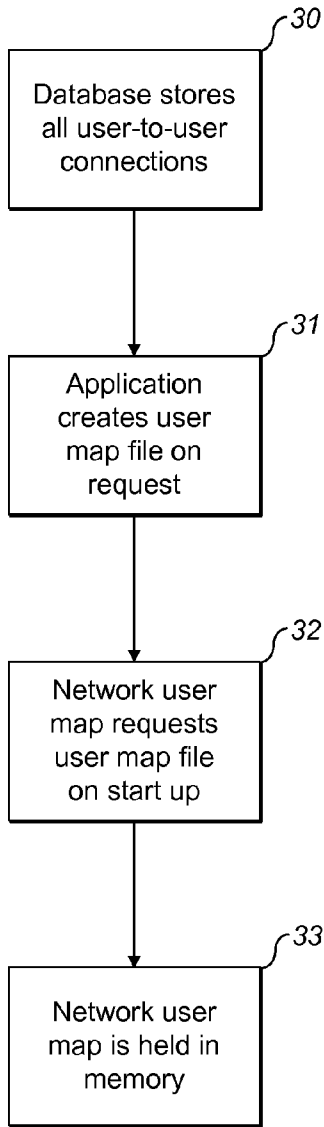 30
Database stores
all user-to-user
connections
31
Application
creates user
map file on
request
32
Network user
map requests
user map file
on start up
33
Network user
map is held in
memory